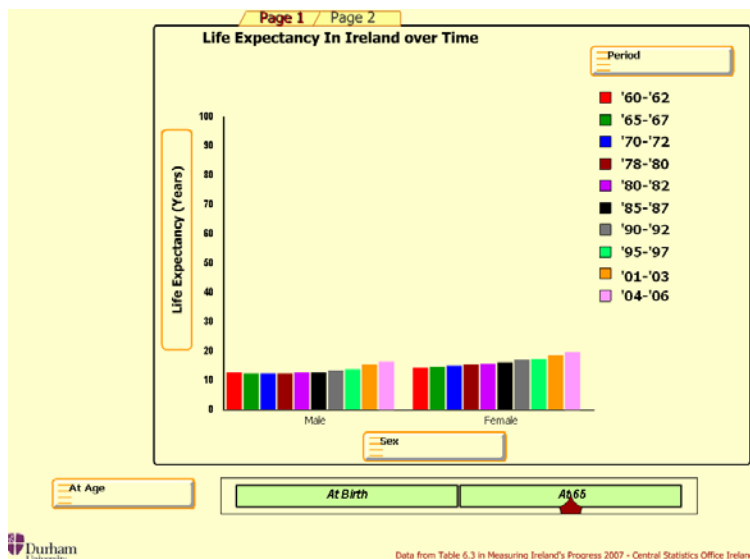 Page 1 / Page 2
Life Expectancy In Ireland over Time
Period
'60-'62
'65-'67
'70-'72
'78-'80
'80-'82
'85-'87
'90-'92
'95-'97
'01-'03
'04-'06
Life Expectancy (Years)
100
90
80
70
60
50
40
30
20
10
0
Male
Female
Sex
At Age
At Birth
At 65
Durham
University
Data from Table 6.3 in Measuring Ireland's Progress 2007 - Central Statistics Office Irelan